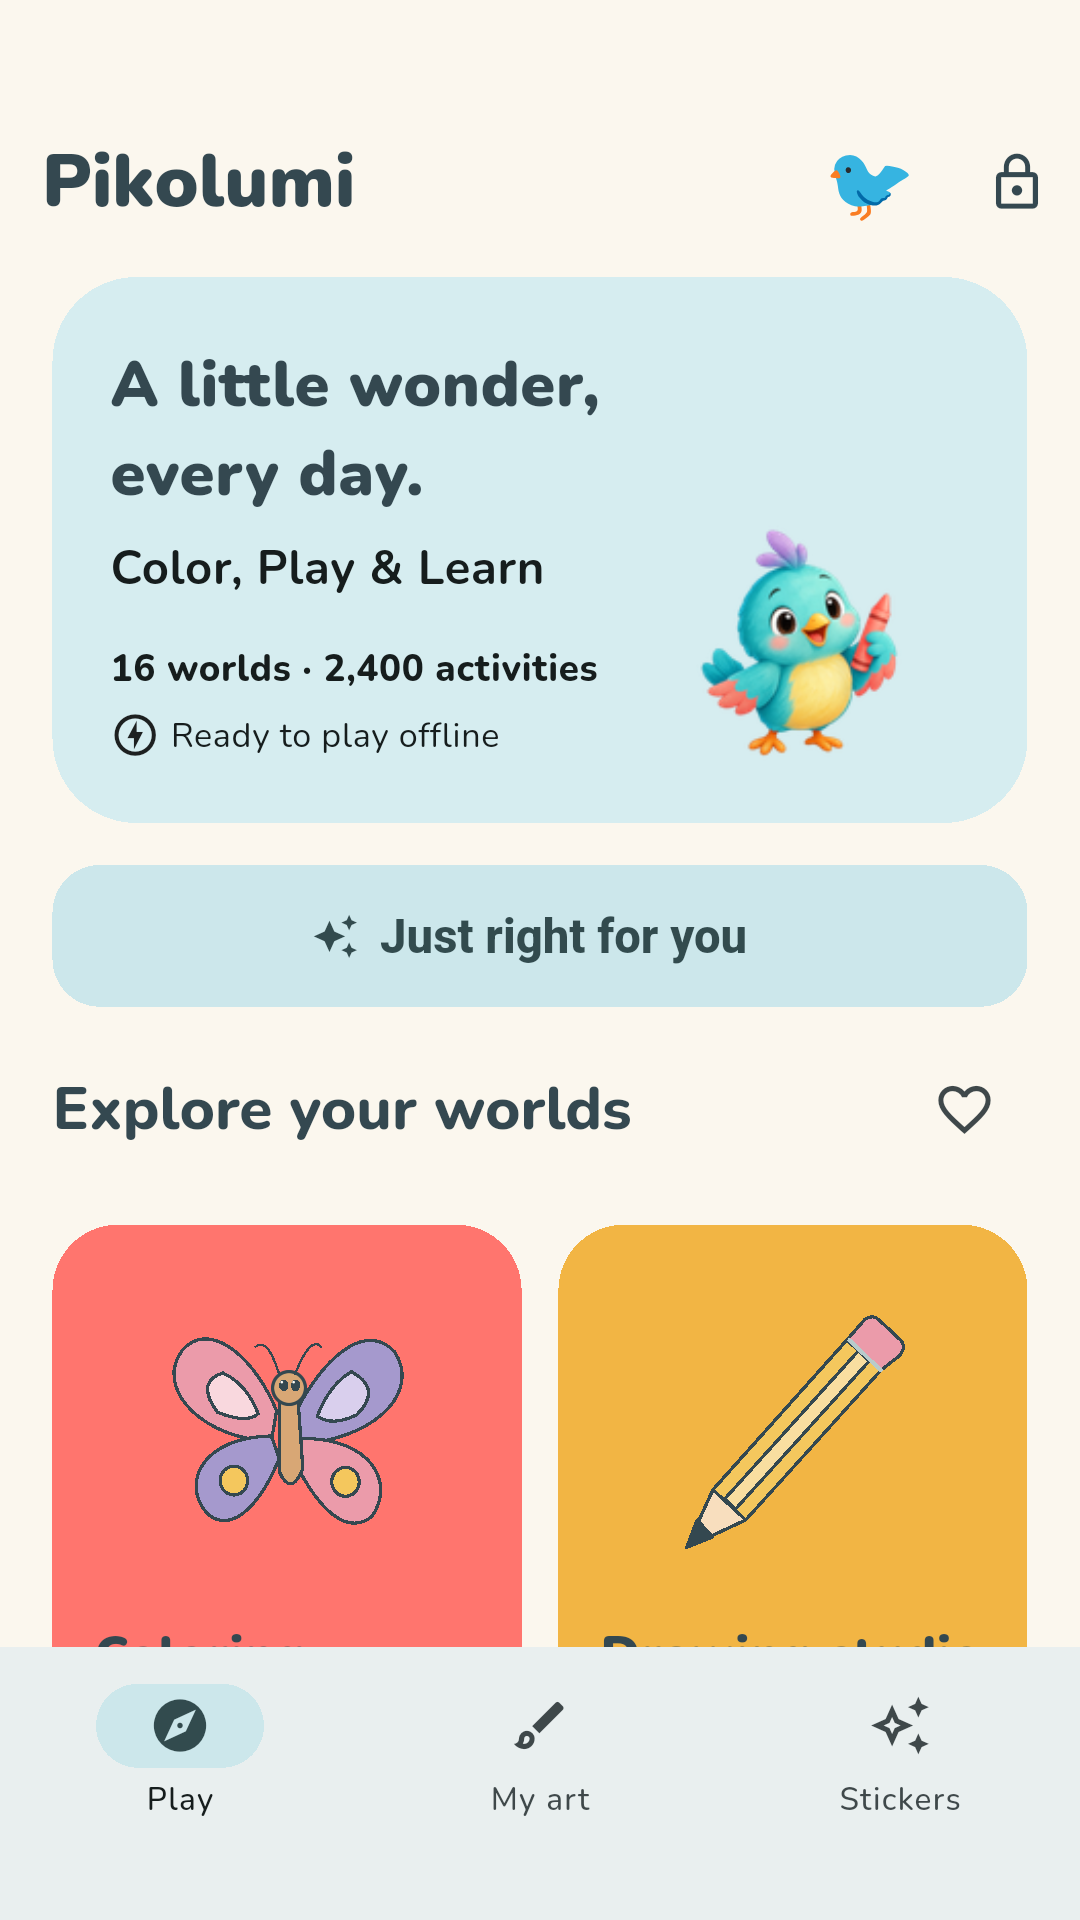 Pikolumi
A little wonder,
every day.
Color, Play & Learn
16 worlds · 2,400 activities
Ready to play offline
Just right for you
Explore your worlds
Play
My art
Stickers